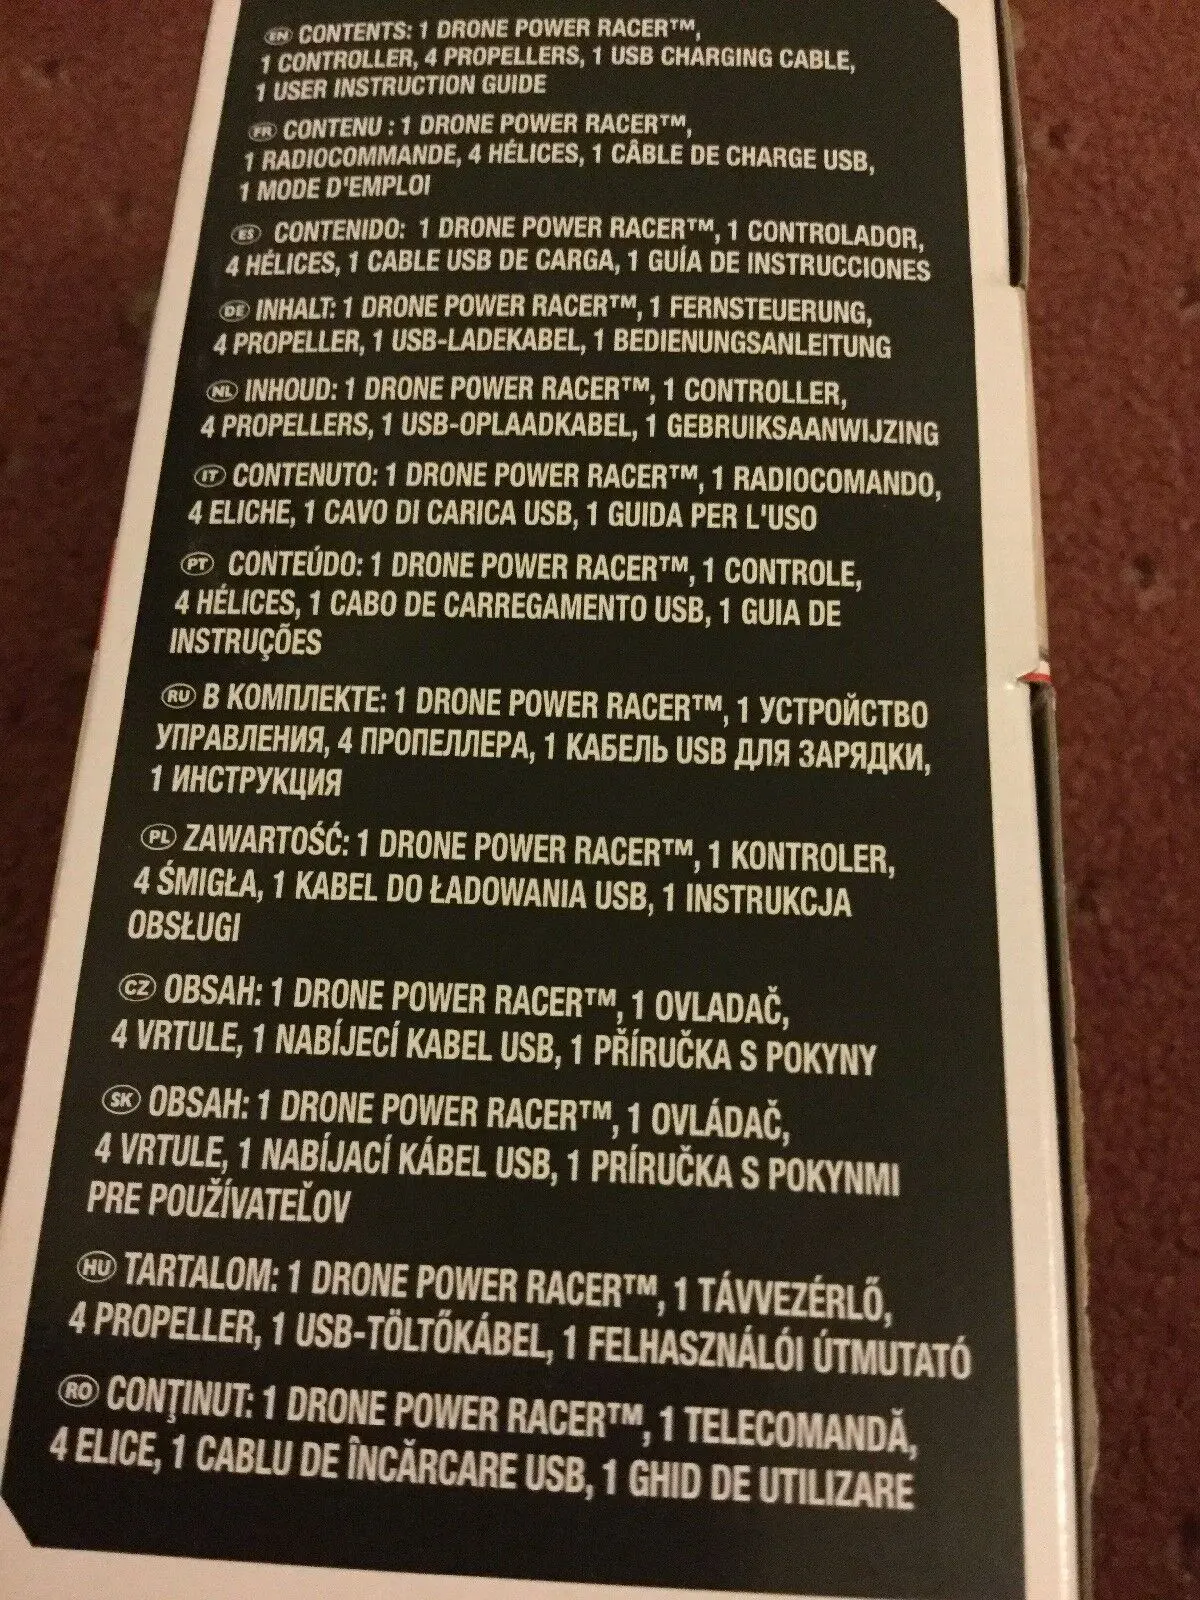 EN CONTENTS: 1 DRONE POWER RACER™,
1 CONTROLLER, 4 PROPELLERS, 1 USB CHARGING CABLE,
1 USER INSTRUCTION GUIDE
FR CONTENU : 1 DRONE POWER RACER™,
1 RADIOCOMMANDE, 4 HÉLICES, 1 CÂBLE DE CHARGE USB,
1 MODE D'EMPLOI
ES CONTENIDO: 1 DRONE POWER RACER™, 1 CONTROLADOR,
4 HÉLICES, 1 CABLE USB DE CARGA, 1 GUÍA DE INSTRUCCIONES
DE INHALT: 1 DRONE POWER RACER™, 1 FERNSTEUERUNG,
4 PROPELLER, 1 USB-LADEKABEL, 1 BEDIENUNGSANLEITUNG
NL INHOUD: 1 DRONE POWER RACER™, 1 CONTROLLER,
4 PROPELLERS, 1 USB-OPLAADKABEL, 1 GEBRUIKSAANWIJZING
IT CONTENUTO: 1 DRONE POWER RACER™, 1 RADIOCOMANDO,
4 ELICHE, 1 CAVO DI CARICA USB, 1 GUIDA PER L'USO
PT CONTEÚDO: 1 DRONE POWER RACER™, 1 CONTROLE,
4 HÉLICES, 1 CABO DE CARREGAMENTO USB, 1 GUIA DE
INSTRUÇÕES
RU В КОМПЛЕКТЕ: 1 DRONE POWER RACER™, 1 УСТРОЙСТВО
УПРАВЛЕНИЯ, 4 ПРОПЕЛЛЕРА, 1 КАБЕЛЬ USB ДЛЯ ЗАРЯДКИ,
1 ИНСТРУКЦИЯ
PL ZAWARTOŚĆ: 1 DRONE POWER RACER™, 1 KONTROLER,
4 ŚMIGŁA, 1 KABEL DO ŁADOWANIA USB, 1 INSTRUKCJA
OBSŁUGI
CZ OBSAH: 1 DRONE POWER RACER™, 1 OVLADAČ,
4 VRTULE, 1 NABÍJECÍ KABEL USB, 1 PŘÍRUČKA S POKYNY
SK OBSAH: 1 DRONE POWER RACER™, 1 OVLÁDAČ,
4 VRTULE, 1 NABÍJACÍ KÁBEL USB, 1 PRÍRUČKA S POKYNMI
PRE POUŽÍVATEĽOV
HU TARTALOM: 1 DRONE POWER RACER™, 1 TÁVVEZÉRLŐ,
4 PROPELLER, 1 USB-TÖLTŐKÁBEL, 1 FELHASZNÁLÓI ÚTMUTATÓ
RO CONŢINUT: 1 DRONE POWER RACER™, 1 TELECOMANDĂ,
4 ELICE, 1 CABLU DE ÎNCĂRCARE USB, 1 GHID DE UTILIZARE